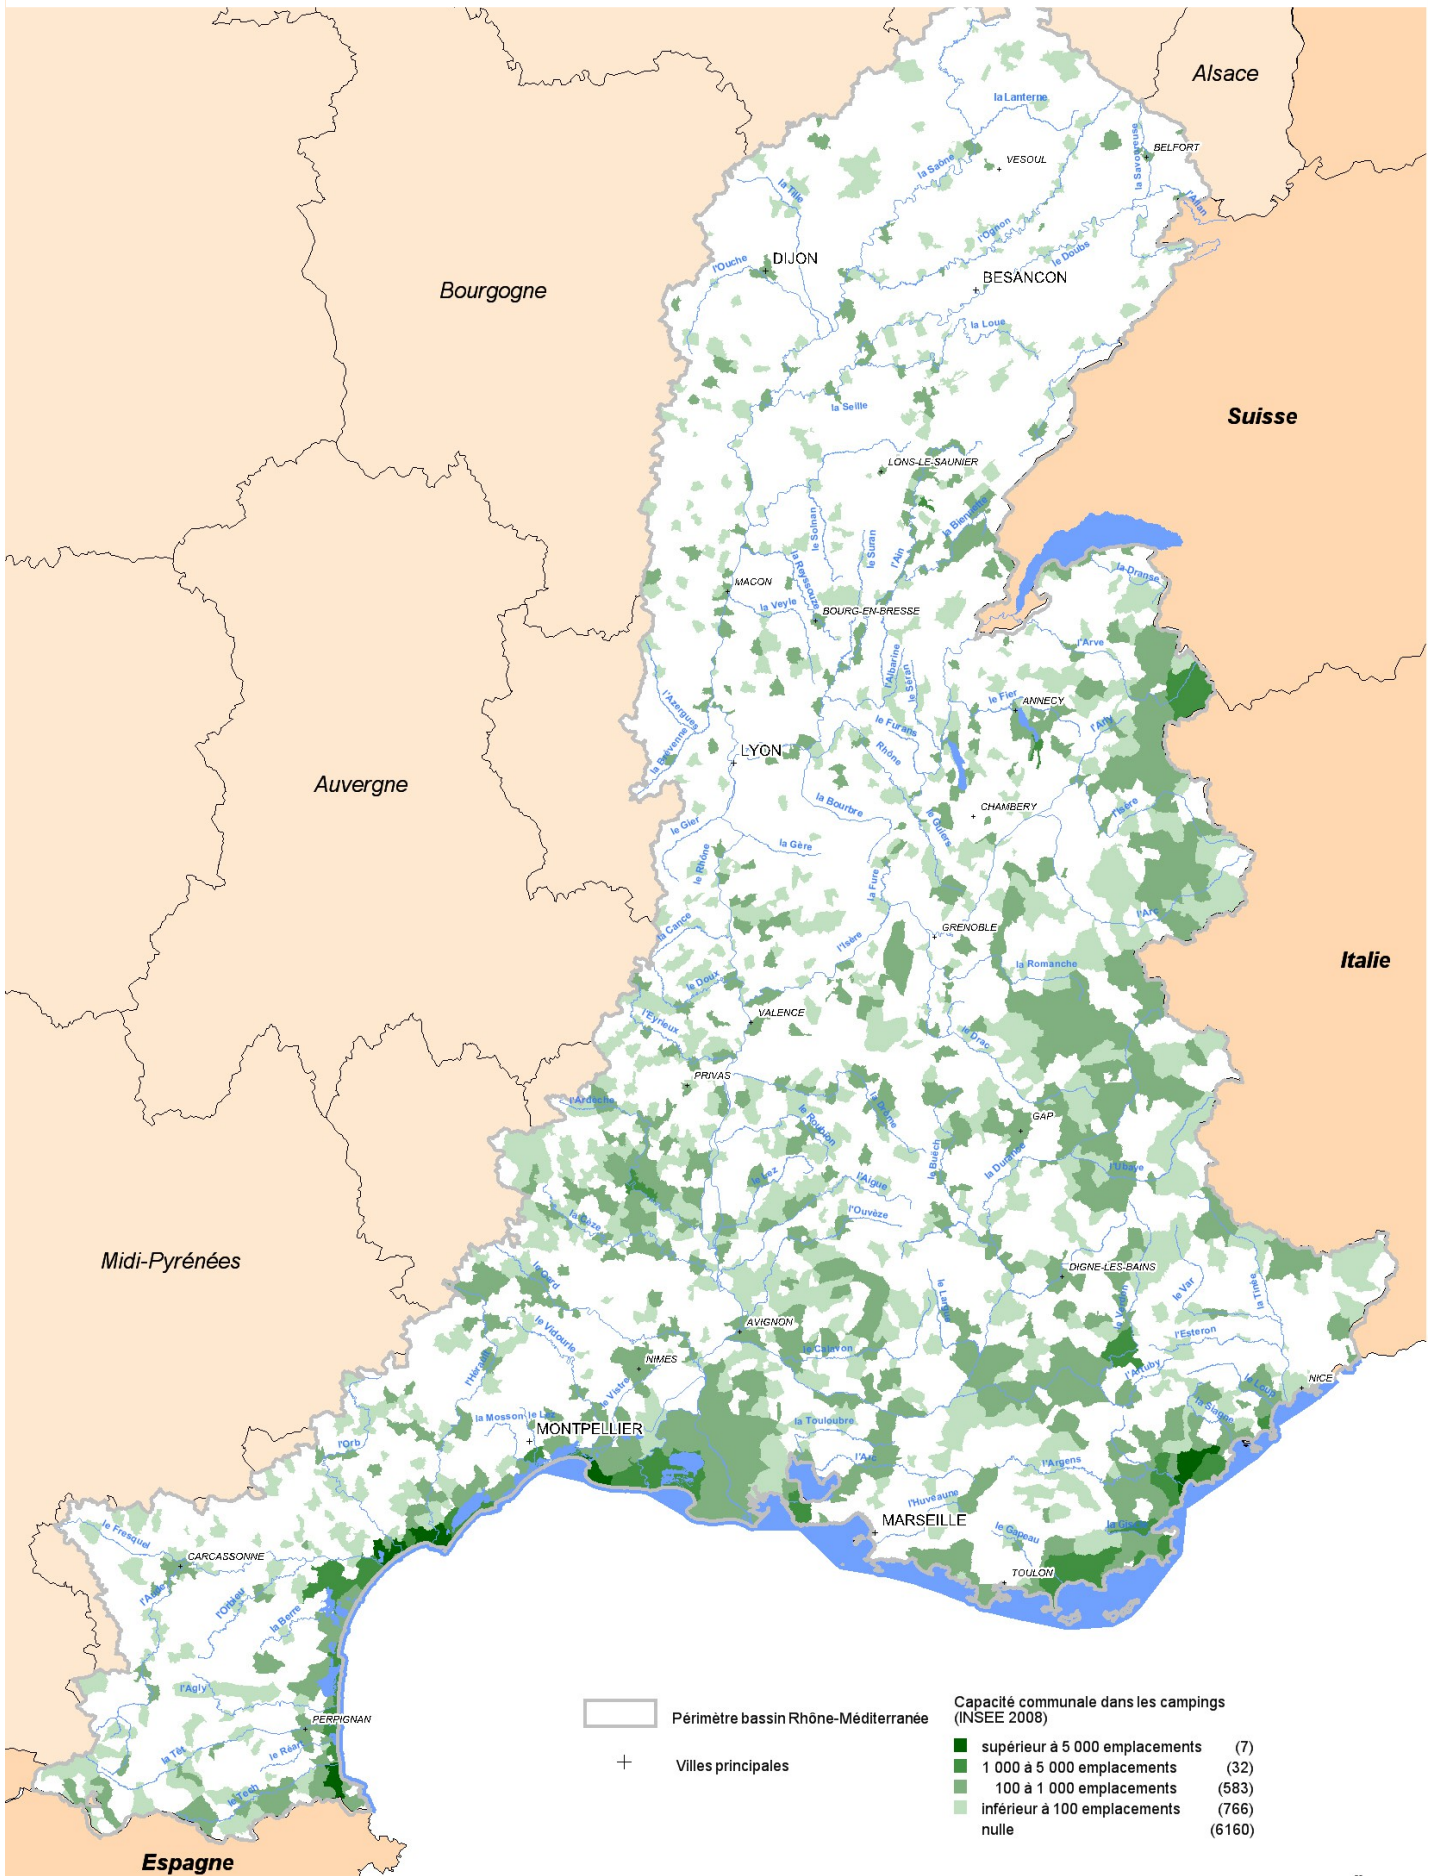 Alsace
la Lanterne
la Savoureuse
BELFORT
la Saône
VESOUL
la Tille
l'Allan
l'Ognon
le Doubs
l'Ouche
DIJON
BESANCON
Bourgogne
la Loue
la Seille
Suisse
LONS-LE-SAUNIER
la Bienne
le Solnan
le Suran
l'Ain
la Reyssouze
la Dranse
MACON
la Veyle
BOURG-EN-BRESSE
l'Arve
l'Albarine
le Séran
le Fier
ANNECY
l'Azergues
le Furans
l'Arly
la Brévenne
LYON
Rhône
Auvergne
la Bourbre
CHAMBERY
l'Isère
le Guiers
le Gier
la Gère
le Rhône
la Fure
l'Arc
la Cance
GRENOBLE
l'Isère
Italie
la Romanche
le Doux
l'Eyrieux
VALENCE
le Drac
PRIVAS
l'Ardèche
la Drôme
le Roubion
GAP
le Buëch
la Durance
l'Ubaye
le Lez
l'Aigue
l'Ouvèze
la Cèze
Midi-Pyrénées
le Gard
DIGNE-LES-BAINS
le Largue
le Verdon
le Var
la Tinée
le Vidourle
AVIGNON
l'Esteron
le Calavon
NIMES
l'Hérault
l'Artuby
NICE
le Loup
le Vistre
la Siagne
la Mosson
le Lez
la Touloubre
MONTPELLIER
l'Orb
l'Arc
l'Argens
l'Huveaune
MARSEILLE
le Gapeau
la Giscle
le Fresquel
CARCASSONNE
TOULON
l'Aude
l'Orbieu
la Berre
l'Agly
PERPIGNAN
la Têt
le Réart
le Tech
Espagne
Périmètre bassin Rhône-Méditerranée
Villes principales
Capacité communale dans les campings
(INSEE 2008)
supérieur à 5 000 emplacements (7)
1 000 à 5 000 emplacements (32)
100 à 1 000 emplacements (583)
inférieur à 100 emplacements (766)
nulle (6160)